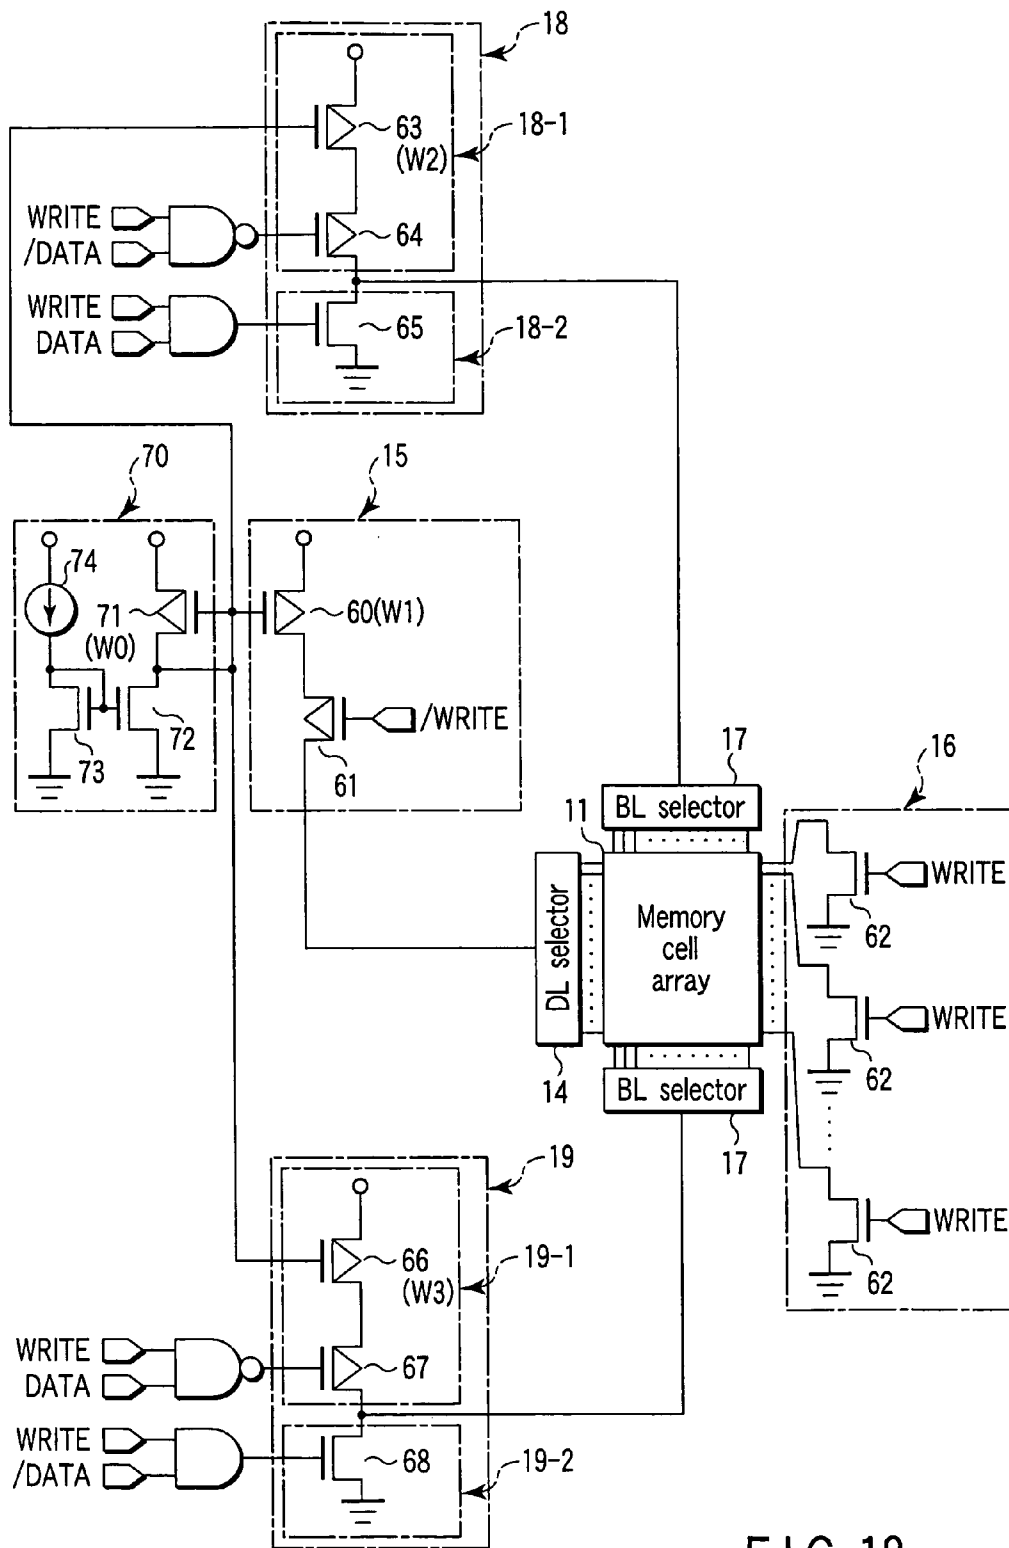 18
63
(W2)
18-1
WRITE
/DATA
64
WRITE
DATA
65
18-2
70
15
74
71
(W0)
60(W1)
72
73
/WRITE
61
17
16
BL selector
11
DL selector
Memory
cell
array
WRITE
62
WRITE
62
14
BL selector
17
WRITE
62
19
66
(W3)
19-1
WRITE
DATA
67
WRITE
/DATA
68
19-2